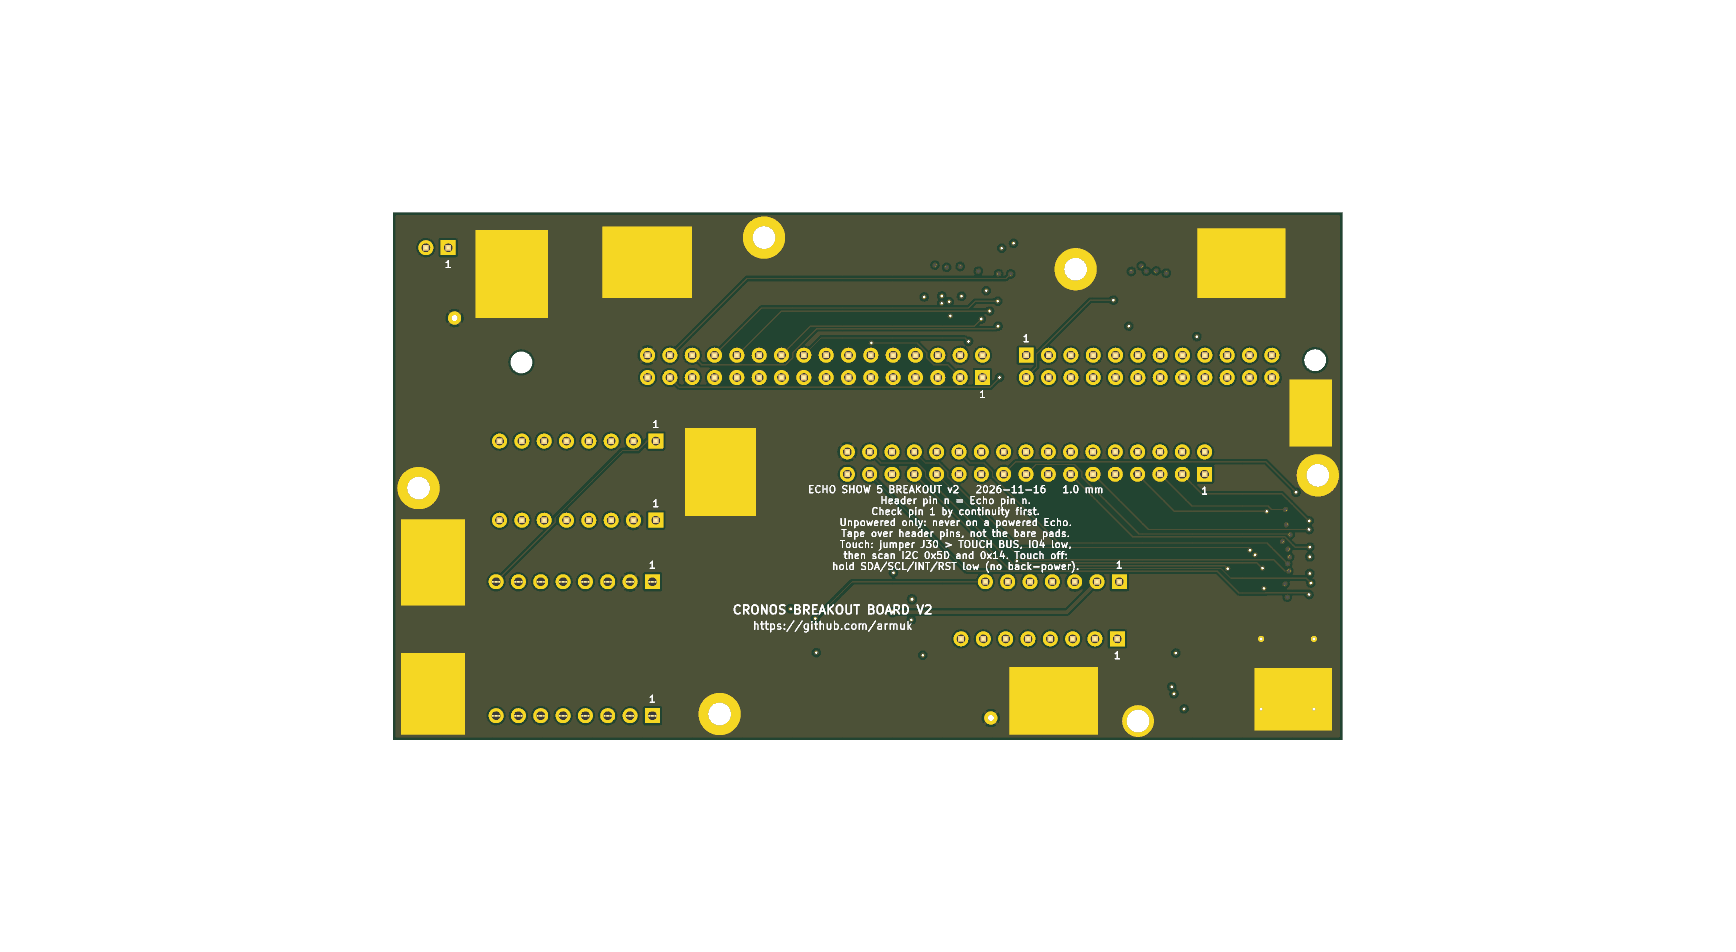 1
1
1
1
1
ECHO SHOW 5 BREAKOUT v2 2026-11-16 1.0 mm
1
Header pin n = Echo pin n.
Check pin 1 by continuity first.
1
Unpowered only: never on a powered Echo.
Tape over header pins, not the bare pads.
Touch: jumper J30 > TOUCH BUS, IO4 low,
then scan I2C 0x5D and 0x14. Touch off:
hold SDA/SCL/INT/RST low (no back-power).
1
1
CRONOS BREAKOUT BOARD V2
https://github.com/armuk
1
1